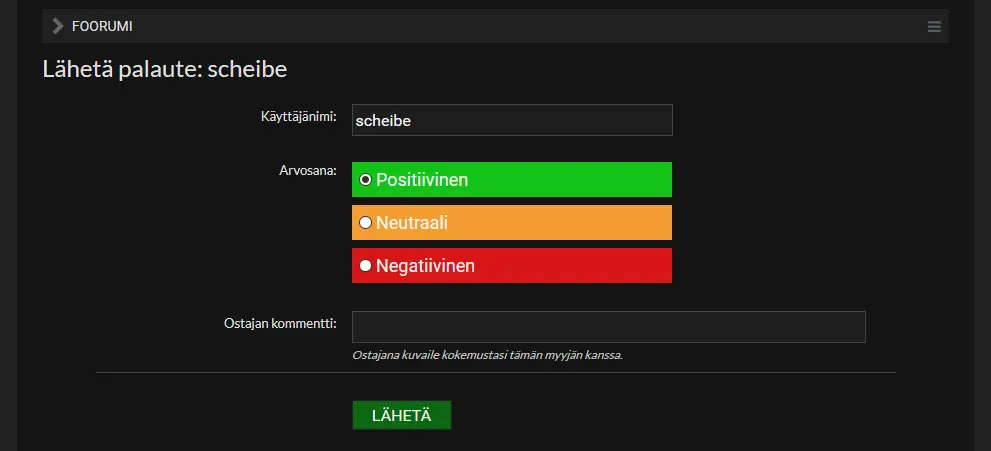 FOORUMI
Lähetä palaute: scheibe
Käyttäjänimi: scheibe
Arvosana: Positiivinen
Neutraali
Negatiivinen
Ostajan kommentti:
Ostajana kuvaile kokemustasi tämän myyjän kanssa.
LÄHETÄ